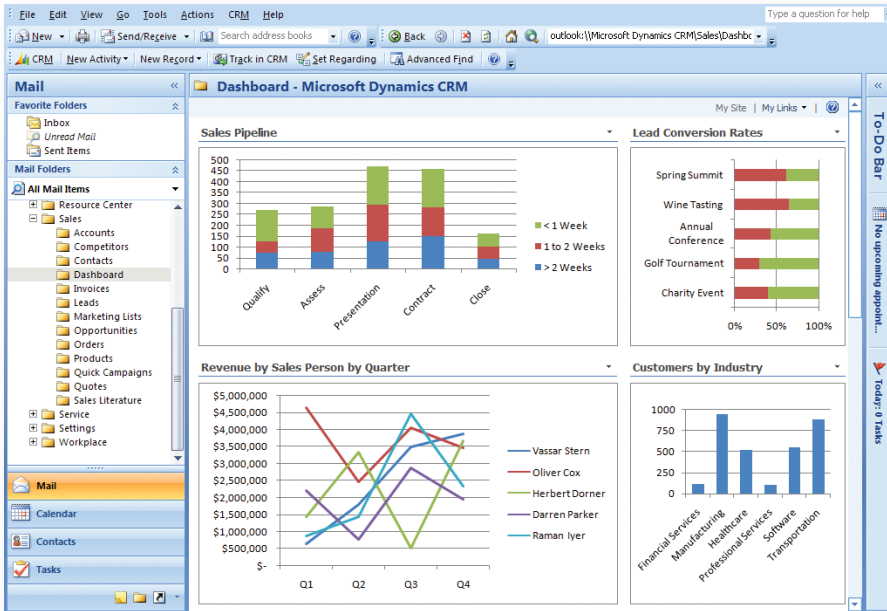 File Edit View Go Tools Actions CRM Help
Type a question for help
New Send/Receive Search address books Back outlook:\\Microsoft Dynamics CRM\Sales\Dashbc
CRM New Activity New Record Track in CRM Set Regarding Advanced Find
Mail
Favorite Folders
Inbox
Unread Mail
Sent Items
Mail Folders
All Mail Items
Resource Center
Sales
Accounts
Competitors
Contacts
Dashboard
Invoices
Leads
Marketing Lists
Opportunities
Orders
Products
Quick Campaigns
Quotes
Sales Literature
Service
Settings
Workplace
Mail
Calendar
Contacts
Tasks
Dashboard - Microsoft Dynamics CRM
My Site | My Links |
Sales Pipeline
500
450
400
350
300
250
200
150
100
50
0
Qualify
Assess
Presentation
Contract
Close
< 1 Week
1 to 2 Weeks
> 2 Weeks
Lead Conversion Rates
Spring Summit
Wine Tasting
Annual
Conference
Golf Tournament
Charity Event
0% 50% 100%
Revenue by Sales Person by Quarter
$5,000,000
$4,500,000
$4,000,000
$3,500,000
$3,000,000
$2,500,000
$2,000,000
$1,500,000
$1,000,000
$500,000
$-
Q1 Q2 Q3 Q4
Vassar Stern
Oliver Cox
Herbert Dorner
Darren Parker
Raman Iyer
Customers by Industry
1000
750
500
250
0
Financial Services
Manufacturing
Healthcare
Professional Services
Software
Transportation
To-Do Bar
No upcoming appoint...
Today: 0 Tasks